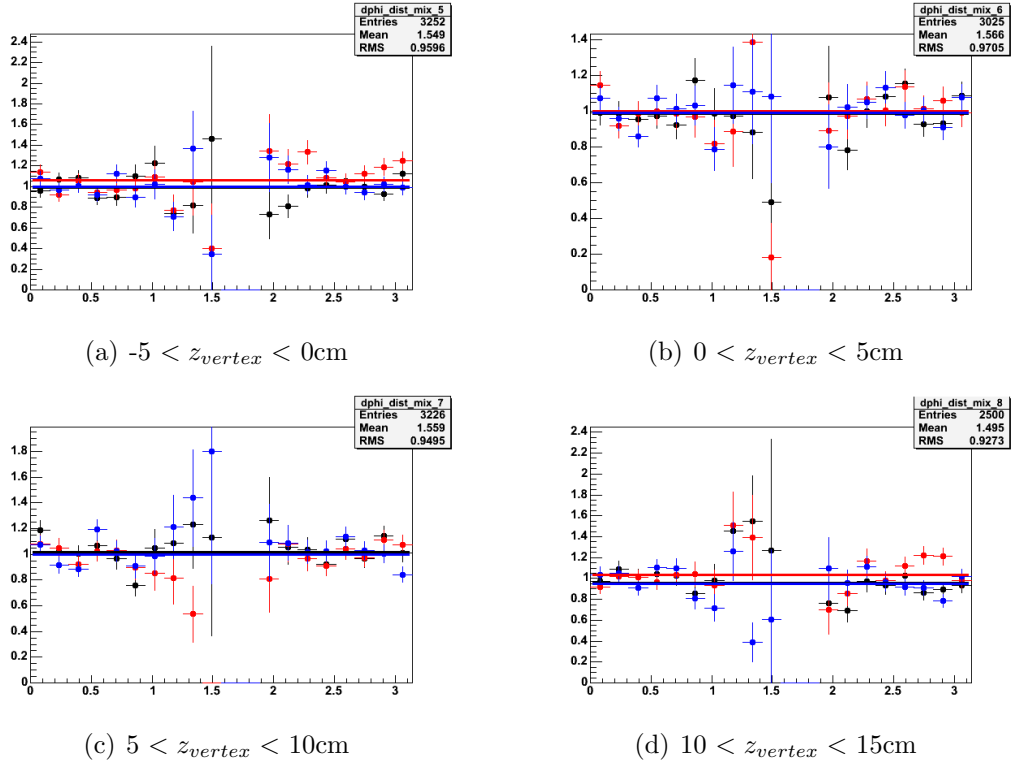 dphi_dist_mix_5
Entries 3252
Mean 1.549
RMS 0.9596
2.4
2.2
2
1.8
1.6
1.4
1.2
1
0.8
0.6
0.4
0.2
0
0 0.5 1 1.5 2 2.5 3
(a) -5 < z_vertex < 0cm
dphi_dist_mix_6
Entries 3025
Mean 1.566
RMS 0.9705
1.4
1.2
1
0.8
0.6
0.4
0.2
0
0 0.5 1 1.5 2 2.5 3
(b) 0 < z_vertex < 5cm
dphi_dist_mix_7
Entries 3226
Mean 1.559
RMS 0.9495
1.8
1.6
1.4
1.2
1
0.8
0.6
0.4
0.2
0
0 0.5 1 1.5 2 2.5 3
(c) 5 < z_vertex < 10cm
dphi_dist_mix_8
Entries 2500
Mean 1.495
RMS 0.9273
2.4
2.2
2
1.8
1.6
1.4
1.2
1
0.8
0.6
0.4
0.2
0
0 0.5 1 1.5 2 2.5 3
(d) 10 < z_vertex < 15cm